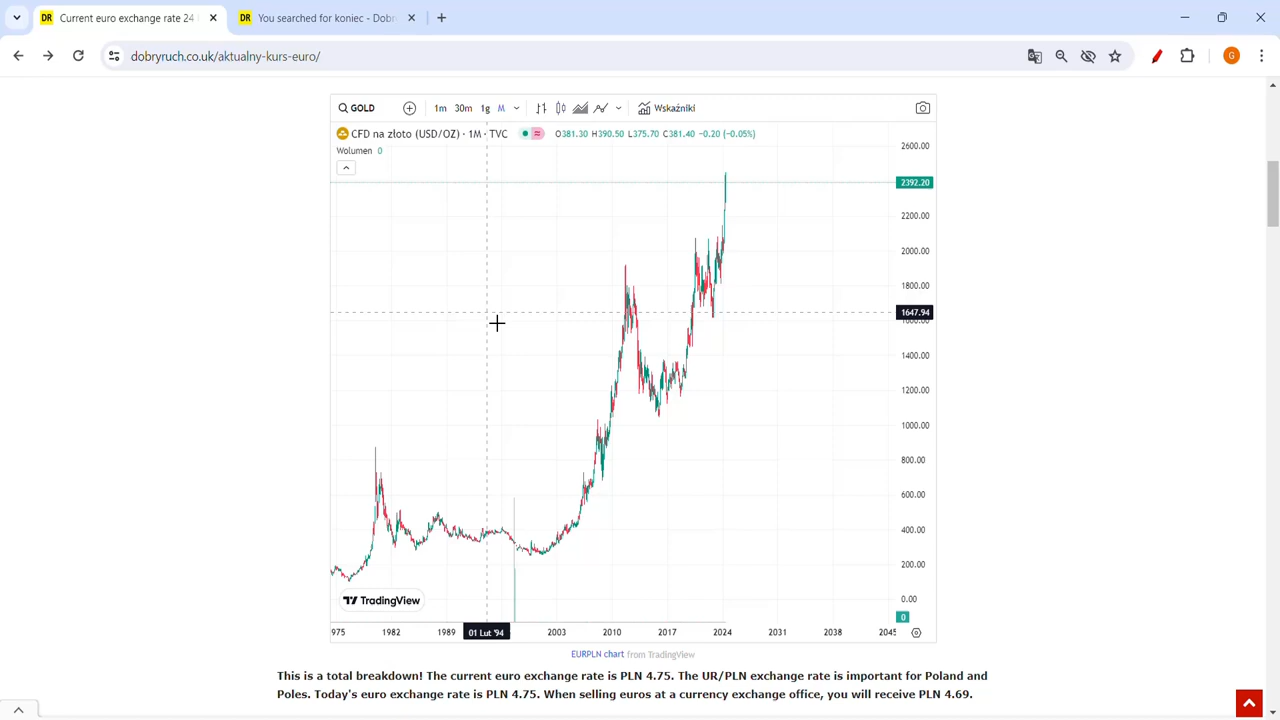 DR Current euro exchange rate 24
DR You searched for koniec - Dobr
dobryruch.co.uk/aktualny-kurs-euro/
G
GOLD 1m 30m 1g M Wskaźniki
CFD na złoto (USD/OZ) · 1M · TVC O381.30 H390.50 L375.70 C381.40 −0.20 (−0.05%)
Wolumen 0
2600.00
2392.20
2200.00
2000.00
1800.00
1647.94
1400.00
1200.00
1000.00
800.00
600.00
400.00
200.00
0.00
0
TradingView
975 1982 1989 01 Lut '94 2003 2010 2017 2024 2031 2038 2045
EURPLN chart from TradingView
This is a total breakdown! The current euro exchange rate is PLN 4.75. The UR/PLN exchange rate is important for Poland and
Poles. Today's euro exchange rate is PLN 4.75. When selling euros at a currency exchange office, you will receive PLN 4.69.